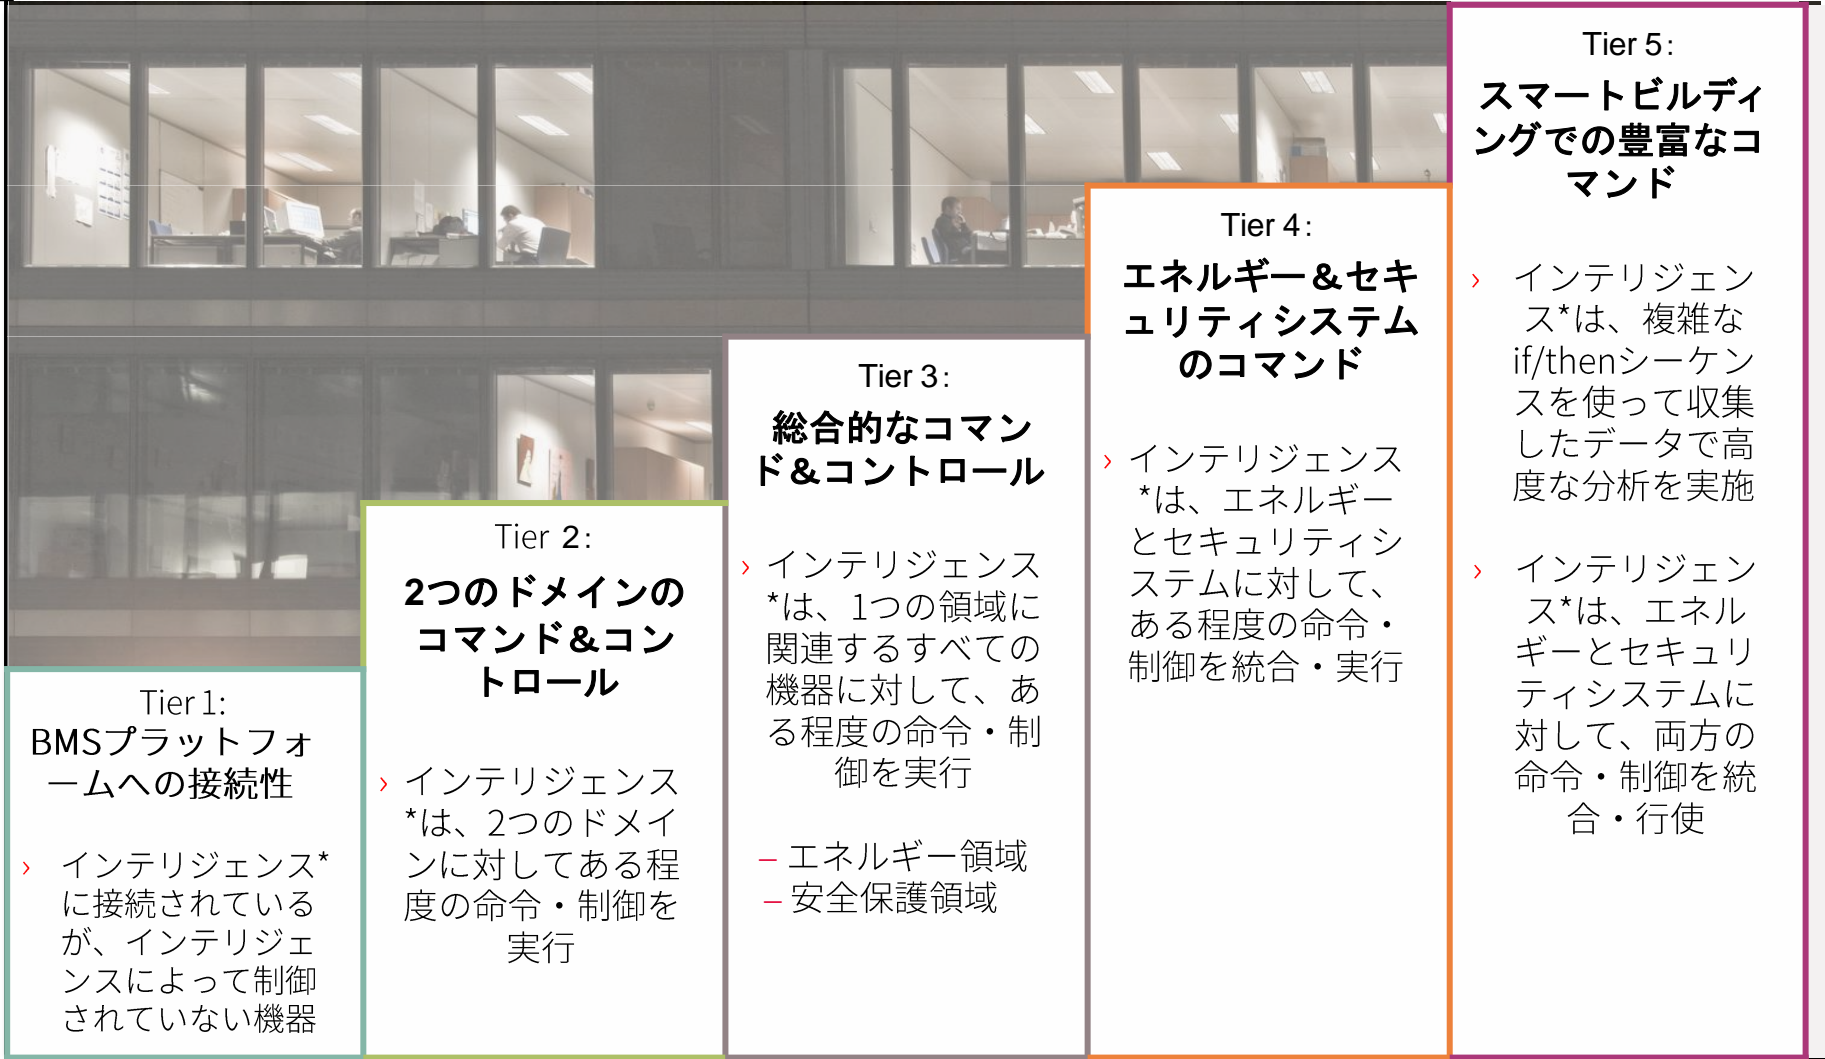 Tier 1:
BMSプラットフォ
ームへの接続性
› インテリジェンス*
に接続されている
が、インテリジェ
ンスによって制御
されていない機器
Tier 2:
2つのドメインの
コマンド&コン
トロール
› インテリジェンス
*は、2つのドメイ
ンに対してある程
度の命令・制御を
実行
Tier 3:
総合的なコマン
ド&コントロール
› インテリジェンス
*は、1つの領域に
関連するすべての
機器に対して、あ
る程度の命令・制
御を実行
– エネルギー領域
– 安全保護領域
Tier 4:
エネルギー&セキ
ュリティシステム
のコマンド
› インテリジェンス
*は、エネルギー
とセキュリティシ
ステムに対して、
ある程度の命令・
制御を統合・実行
Tier 5:
スマートビルディ
ングでの豊富なコ
マンド
› インテリジェン
ス*は、複雑な
if/thenシーケン
スを使って収集
したデータで高
度な分析を実施
› インテリジェン
ス*は、エネル
ギーとセキュリ
ティシステムに
対して、両方の
命令・制御を統
合・行使